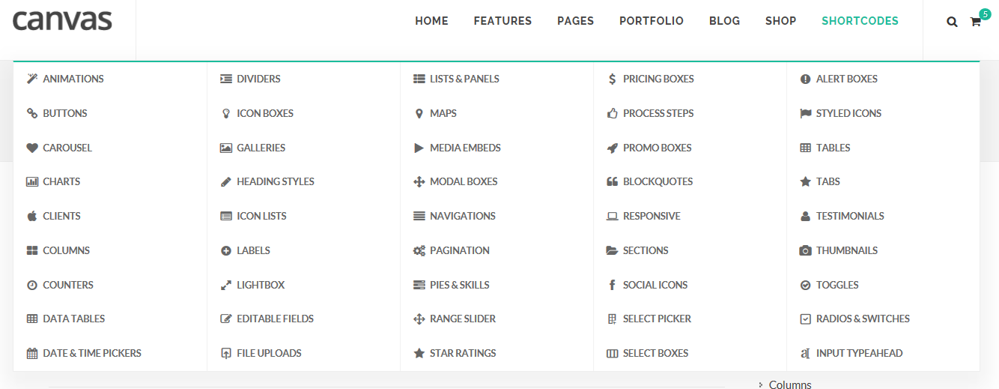 canvas
HOME FEATURES PAGES PORTFOLIO BLOG SHOP SHORTCODES 5
ANIMATIONS DIVIDERS LISTS & PANELS PRICING BOXES ALERT BOXES
BUTTONS ICON BOXES MAPS PROCESS STEPS STYLED ICONS
CAROUSEL GALLERIES MEDIA EMBEDS PROMO BOXES TABLES
CHARTS HEADING STYLES MODAL BOXES BLOCKQUOTES TABS
CLIENTS ICON LISTS NAVIGATIONS RESPONSIVE TESTIMONIALS
COLUMNS LABELS PAGINATION SECTIONS THUMBNAILS
COUNTERS LIGHTBOX PIES & SKILLS SOCIAL ICONS TOGGLES
DATA TABLES EDITABLE FIELDS RANGE SLIDER SELECT PICKER RADIOS & SWITCHES
DATE & TIME PICKERS FILE UPLOADS STAR RATINGS SELECT BOXES INPUT TYPEAHEAD
Columns